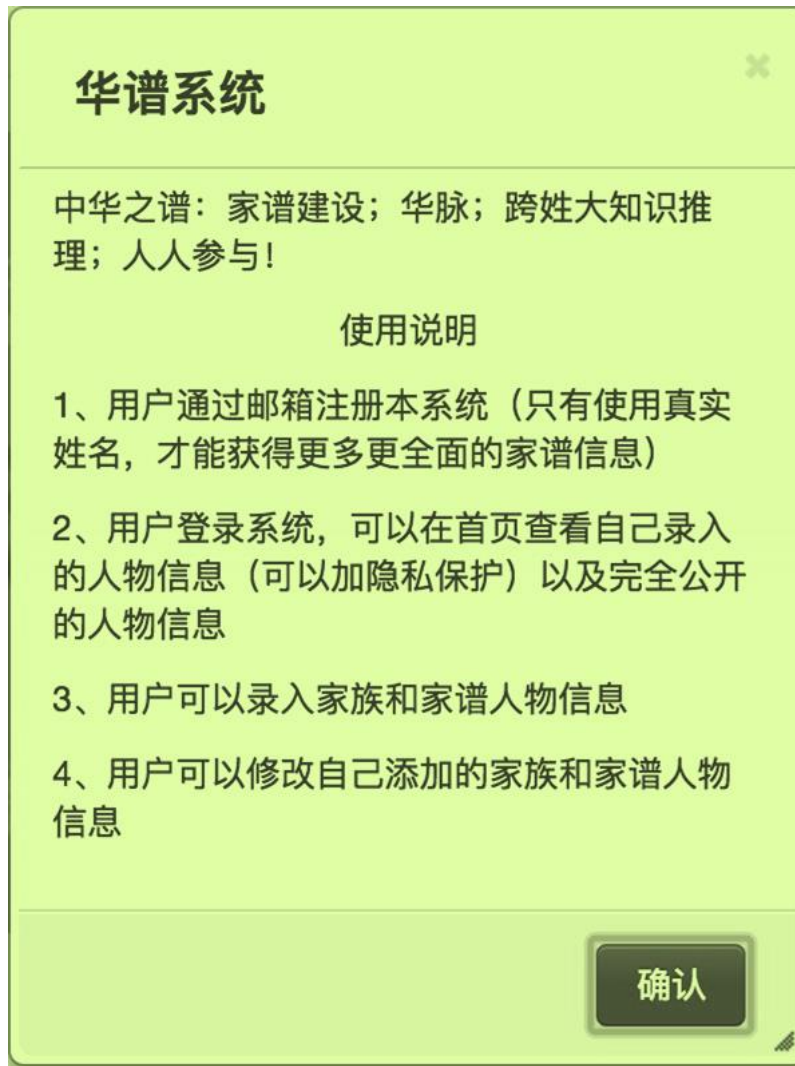 华谱系统
中华之谱：家谱建设；华脉；跨姓大知识推
理；人人参与！
使用说明
1、用户通过邮箱注册本系统（只有使用真实
姓名，才能获得更多更全面的家谱信息）
2、用户登录系统，可以在首页查看自己录入
的人物信息（可以加隐私保护）以及完全公开
的人物信息
3、用户可以录入家族和家谱人物信息
4、用户可以修改自己添加的家族和家谱人物
信息
确认